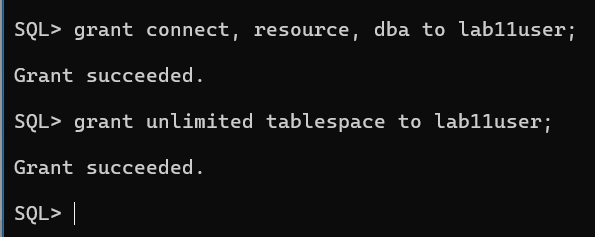 SQL> grant connect, resource, dba to lab11user;
Grant succeeded.
SQL> grant unlimited tablespace to lab11user;
Grant succeeded.
SQL>